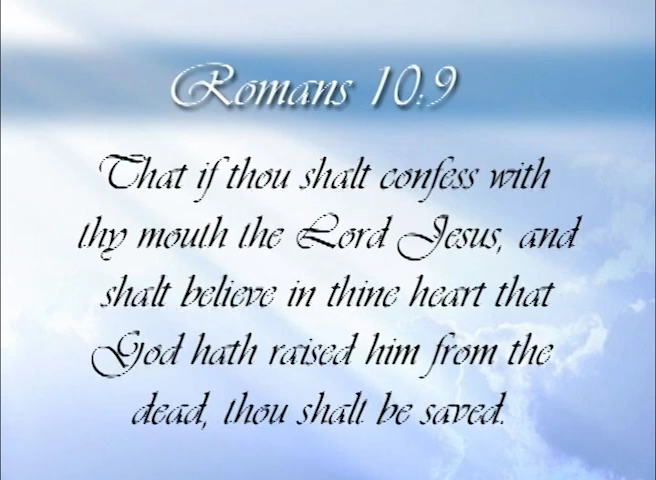 Romans 10:9
That if thou shalt confess with
thy mouth the Lord Jesus, and
shalt believe in thine heart that
God hath raised him from the
dead, thou shalt be saved.